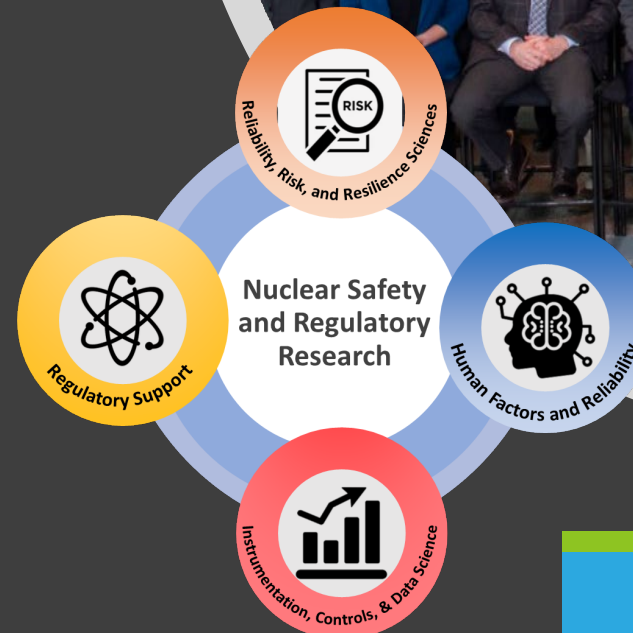 RISK
Reliability, Risk, and Resilience Sciences
Nuclear Safety
and Regulatory
Research
Regulatory Support
Human Factors and Reliability
Instrumentation, Controls, & Data Science